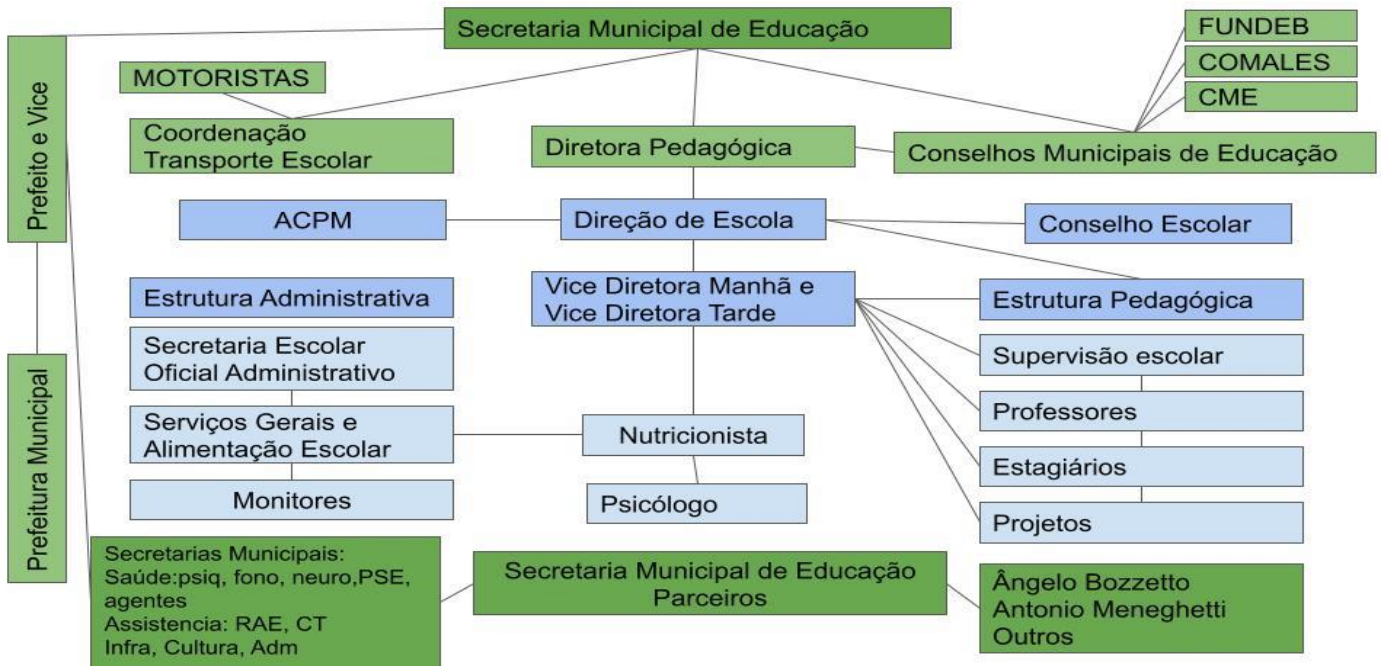 Secretaria Municipal de Educação
FUNDEB
COMALES
CME
MOTORISTAS
Prefeito e Vice
Coordenação
Transporte Escolar
Diretora Pedagógica
Conselhos Municipais de Educação
ACPM
Direção de Escola
Conselho Escolar
Estrutura Administrativa
Vice Diretora Manhã e
Vice Diretora Tarde
Estrutura Pedagógica
Secretaria Escolar
Oficial Administrativo
Supervisão escolar
Prefeitura Municipal
Serviços Gerais e
Alimentação Escolar
Nutricionista
Professores
Estagiários
Monitores
Psicólogo
Projetos
Secretarias Municipais:
Saúde:psiq, fono, neuro,PSE,
agentes
Assistencia: RAE, CT
Infra, Cultura, Adm
Secretaria Municipal de Educação
Parceiros
Ângelo Bozzetto
Antonio Meneghetti
Outros